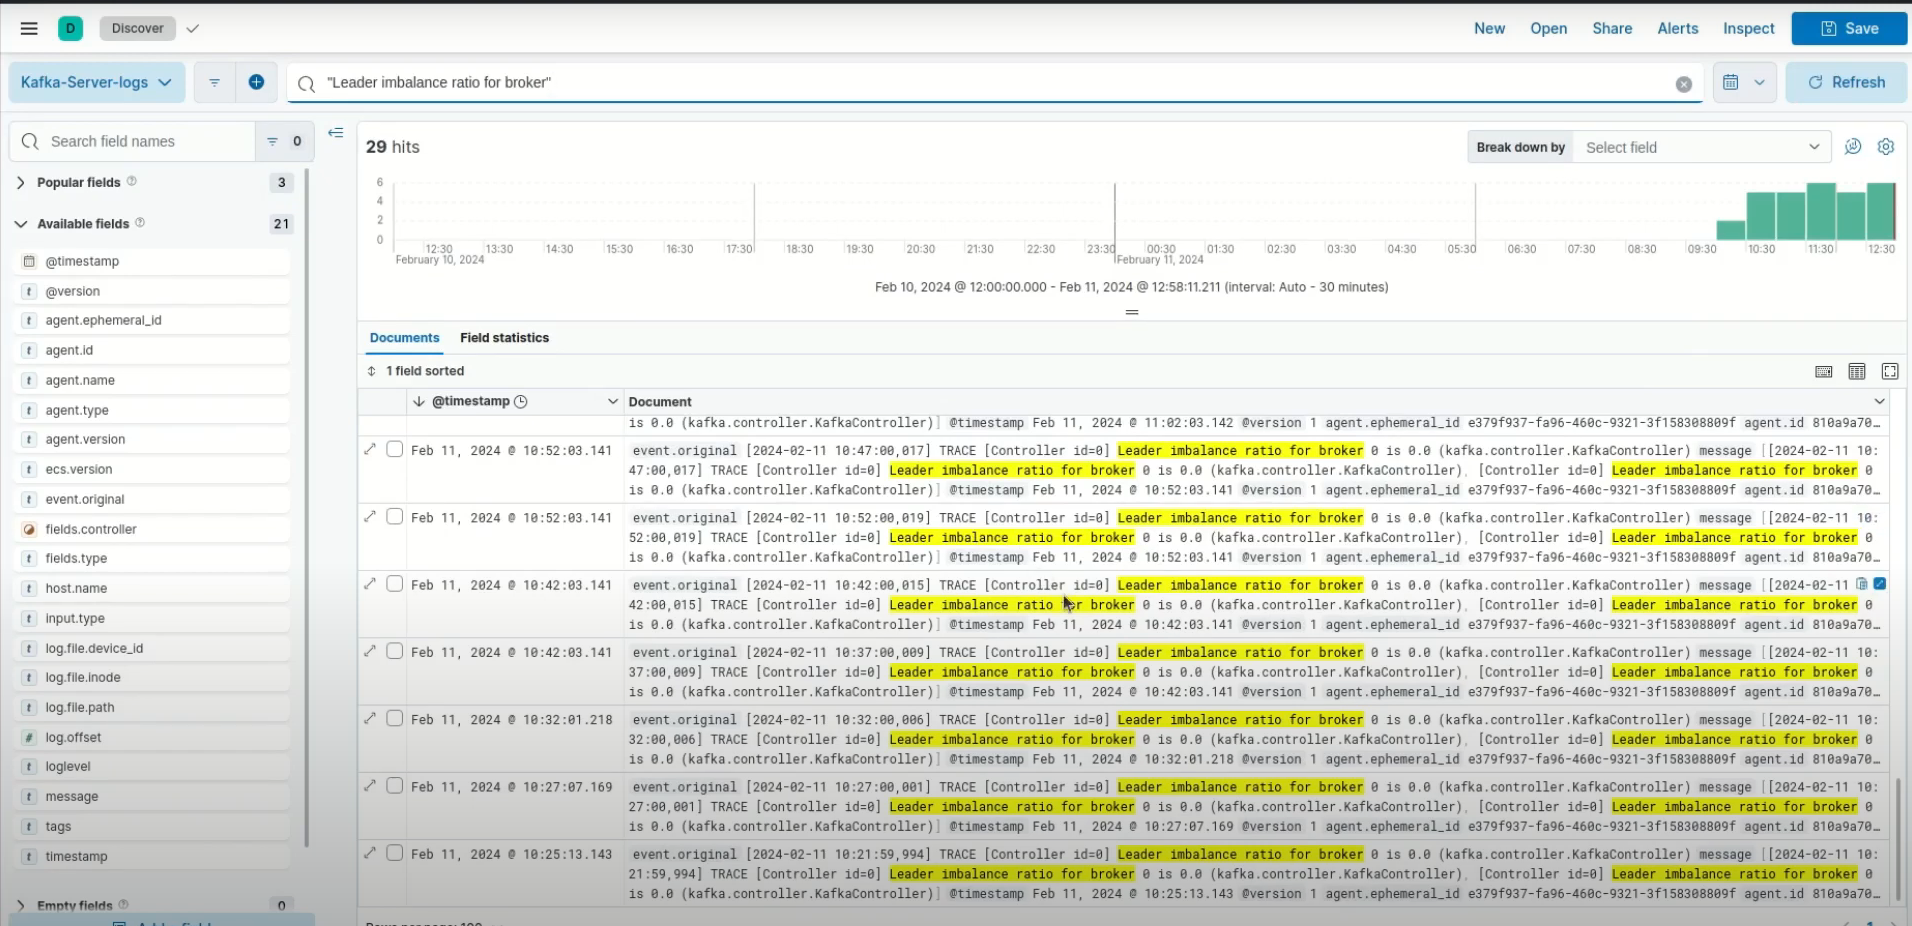 D Discover New Open Share Alerts Inspect Save
Kafka-Server-logs "Leader imbalance ratio for broker" Refresh
Search field names 0
Popular fields 3
Available fields 21
@timestamp
@version
agent.ephemeral_id
agent.id
agent.name
agent.type
agent.version
ecs.version
event.original
fields.controller
fields.type
host.name
input.type
log.file.device_id
log.file.inode
log.file.path
log.offset
loglevel
message
tags
timestamp
Empty fields 0
29 hits Break down by Select field
6
4
2
0
12:30 13:30 14:30 15:30 16:30 17:30 18:30 19:30 20:30 21:30 22:30 23:30 00:30 01:30 02:30 03:30 04:30 05:30 06:30 07:30 08:30 09:30 10:30 11:30 12:30
February 10, 2024 February 11, 2024
Feb 10, 2024 @ 12:00:00.000 - Feb 11, 2024 @ 12:58:11.211 (interval: Auto - 30 minutes)
Documents Field statistics
1 field sorted
@timestamp Document
is 0.0 (kafka.controller.KafkaController)] @timestamp Feb 11, 2024 @ 11:02:03.142 @version 1 agent.ephemeral_id e379f937-fa96-460c-9321-3f158308809f agent.id 810a9a70…
Feb 11, 2024 @ 10:52:03.141 event.original [2024-02-11 10:47:00,017] TRACE [Controller id=0] Leader imbalance ratio for broker 0 is 0.0 (kafka.controller.KafkaController) message [[2024-02-11 10:
47:00,017] TRACE [Controller id=0] Leader imbalance ratio for broker 0 is 0.0 (kafka.controller.KafkaController), [Controller id=0] Leader imbalance ratio for broker 0
is 0.0 (kafka.controller.KafkaController)] @timestamp Feb 11, 2024 @ 10:52:03.141 @version 1 agent.ephemeral_id e379f937-fa96-460c-9321-3f158308809f agent.id 810a9a70…
Feb 11, 2024 @ 10:52:03.141 event.original [2024-02-11 10:52:00,019] TRACE [Controller id=0] Leader imbalance ratio for broker 0 is 0.0 (kafka.controller.KafkaController) message [[2024-02-11 10:
52:00,019] TRACE [Controller id=0] Leader imbalance ratio for broker 0 is 0.0 (kafka.controller.KafkaController), [Controller id=0] Leader imbalance ratio for broker 0
is 0.0 (kafka.controller.KafkaController)] @timestamp Feb 11, 2024 @ 10:52:03.141 @version 1 agent.ephemeral_id e379f937-fa96-460c-9321-3f158308809f agent.id 810a9a70…
Feb 11, 2024 @ 10:42:03.141 event.original [2024-02-11 10:42:00,015] TRACE [Controller id=0] Leader imbalance ratio for broker 0 is 0.0 (kafka.controller.KafkaController) message [[2024-02-11
42:00,015] TRACE [Controller id=0] Leader imbalance ratio for broker 0 is 0.0 (kafka.controller.KafkaController), [Controller id=0] Leader imbalance ratio for broker 0
is 0.0 (kafka.controller.KafkaController)] @timestamp Feb 11, 2024 @ 10:42:03.141 @version 1 agent.ephemeral_id e379f937-fa96-460c-9321-3f158308809f agent.id 810a9a70…
Feb 11, 2024 @ 10:42:03.141 event.original [2024-02-11 10:37:00,009] TRACE [Controller id=0] Leader imbalance ratio for broker 0 is 0.0 (kafka.controller.KafkaController) message [[2024-02-11 10:
37:00,009] TRACE [Controller id=0] Leader imbalance ratio for broker 0 is 0.0 (kafka.controller.KafkaController), [Controller id=0] Leader imbalance ratio for broker 0
is 0.0 (kafka.controller.KafkaController)] @timestamp Feb 11, 2024 @ 10:42:03.141 @version 1 agent.ephemeral_id e379f937-fa96-460c-9321-3f158308809f agent.id 810a9a70…
Feb 11, 2024 @ 10:32:01.218 event.original [2024-02-11 10:32:00,006] TRACE [Controller id=0] Leader imbalance ratio for broker 0 is 0.0 (kafka.controller.KafkaController) message [[2024-02-11 10:
32:00,006] TRACE [Controller id=0] Leader imbalance ratio for broker 0 is 0.0 (kafka.controller.KafkaController), [Controller id=0] Leader imbalance ratio for broker 0
is 0.0 (kafka.controller.KafkaController)] @timestamp Feb 11, 2024 @ 10:32:01.218 @version 1 agent.ephemeral_id e379f937-fa96-460c-9321-3f158308809f agent.id 810a9a70…
Feb 11, 2024 @ 10:27:07.169 event.original [2024-02-11 10:27:00,001] TRACE [Controller id=0] Leader imbalance ratio for broker 0 is 0.0 (kafka.controller.KafkaController) message [[2024-02-11 10:
27:00,001] TRACE [Controller id=0] Leader imbalance ratio for broker 0 is 0.0 (kafka.controller.KafkaController), [Controller id=0] Leader imbalance ratio for broker 0
is 0.0 (kafka.controller.KafkaController)] @timestamp Feb 11, 2024 @ 10:27:07.169 @version 1 agent.ephemeral_id e379f937-fa96-460c-9321-3f158308809f agent.id 810a9a70…
Feb 11, 2024 @ 10:25:13.143 event.original [2024-02-11 10:21:59,994] TRACE [Controller id=0] Leader imbalance ratio for broker 0 is 0.0 (kafka.controller.KafkaController) message [[2024-02-11 10:
21:59,994] TRACE [Controller id=0] Leader imbalance ratio for broker 0 is 0.0 (kafka.controller.KafkaController), [Controller id=0] Leader imbalance ratio for broker 0
is 0.0 (kafka.controller.KafkaController)] @timestamp Feb 11, 2024 @ 10:25:13.143 @version 1 agent.ephemeral_id e379f937-fa96-460c-9321-3f158308809f agent.id 810a9a70…